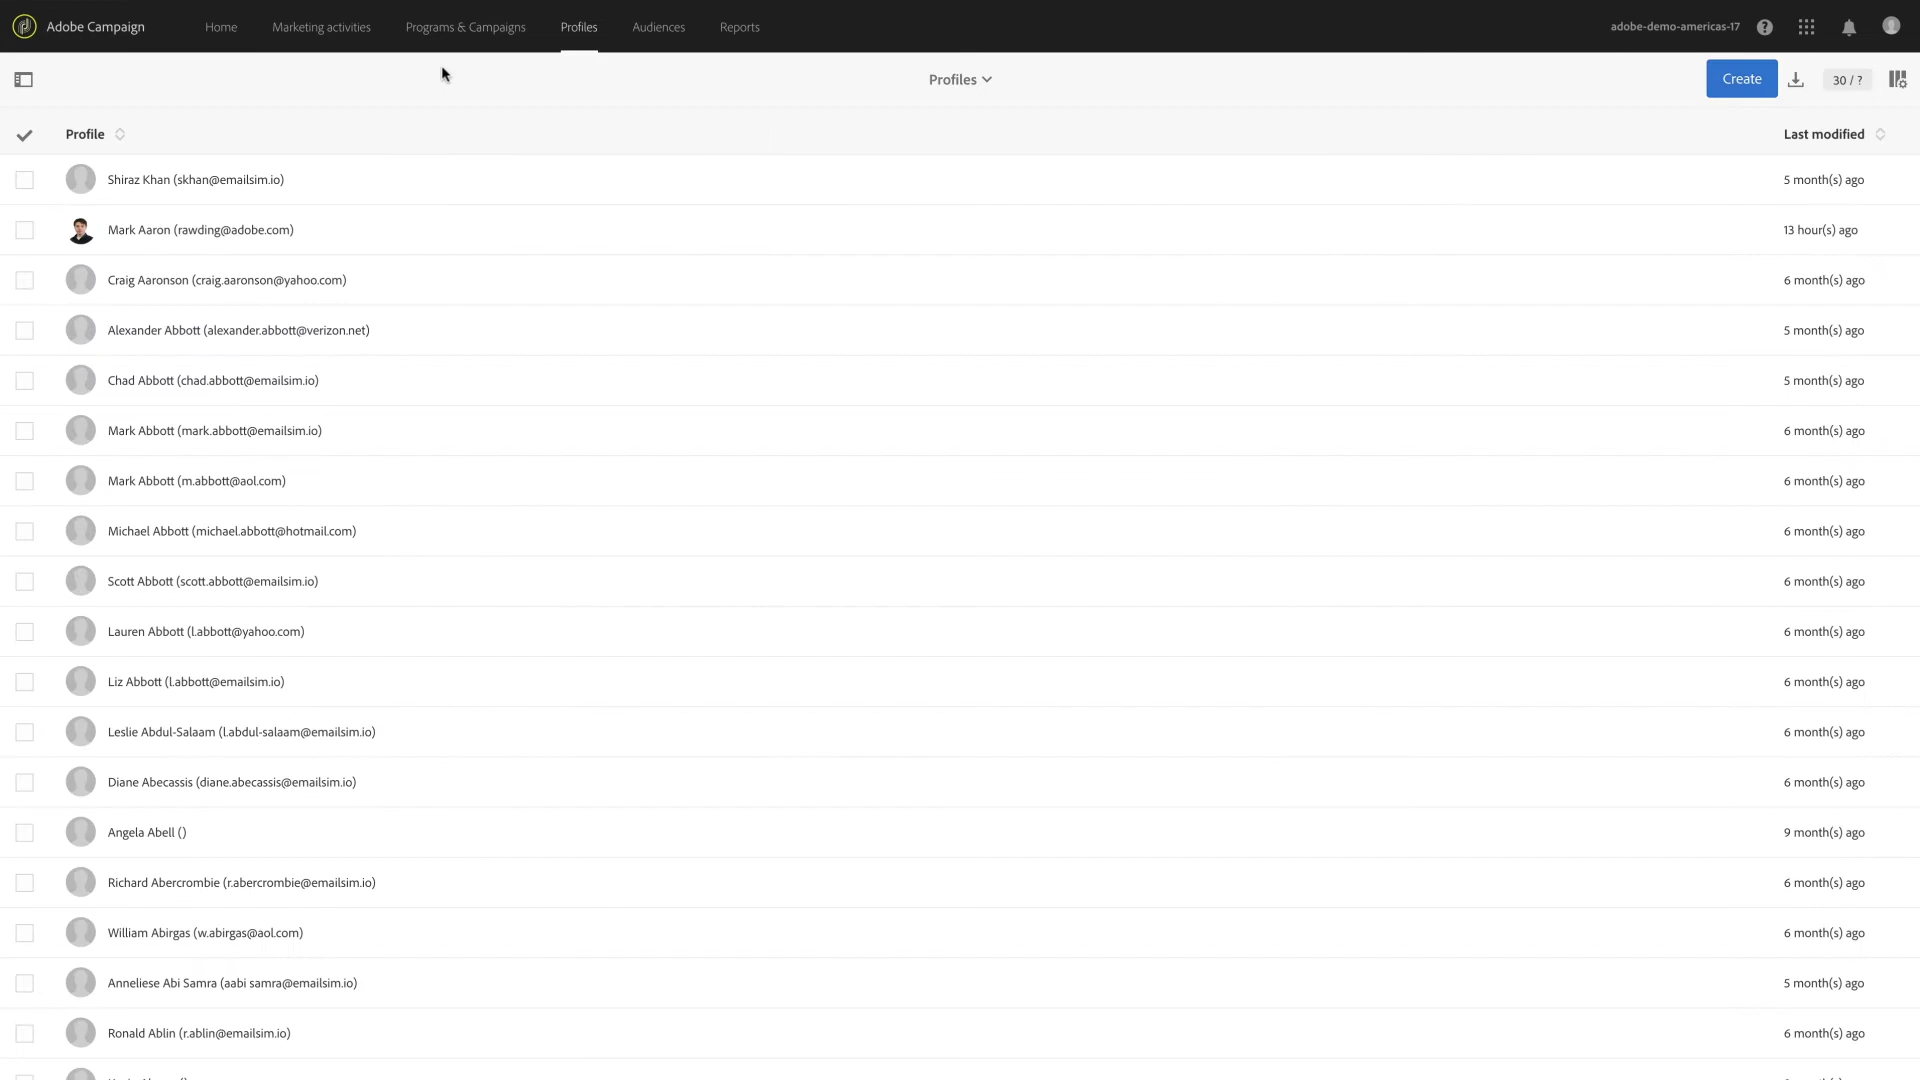 Adobe Campaign Home Marketing activities Programs & Campaigns Profiles Audiences Reports adobe-demo-americas-17 ?
Profiles Create 30 / ?
Profile Last modified
Shiraz Khan (skhan@emailsim.io) 5 month(s) ago
Mark Aaron (rawding@adobe.com) 13 hour(s) ago
Craig Aaronson (craig.aaronson@yahoo.com) 6 month(s) ago
Alexander Abbott (alexander.abbott@verizon.net) 5 month(s) ago
Chad Abbott (chad.abbott@emailsim.io) 5 month(s) ago
Mark Abbott (mark.abbott@emailsim.io) 6 month(s) ago
Mark Abbott (m.abbott@aol.com) 6 month(s) ago
Michael Abbott (michael.abbott@hotmail.com) 6 month(s) ago
Scott Abbott (scott.abbott@emailsim.io) 6 month(s) ago
Lauren Abbott (l.abbott@yahoo.com) 6 month(s) ago
Liz Abbott (l.abbott@emailsim.io) 6 month(s) ago
Leslie Abdul-Salaam (l.abdul-salaam@emailsim.io) 6 month(s) ago
Diane Abecassis (diane.abecassis@emailsim.io) 6 month(s) ago
Angela Abell () 9 month(s) ago
Richard Abercrombie (r.abercrombie@emailsim.io) 6 month(s) ago
William Abirgas (w.abirgas@aol.com) 6 month(s) ago
Anneliese Abi Samra (aabi samra@emailsim.io) 5 month(s) ago
Ronald Ablin (r.ablin@emailsim.io) 6 month(s) ago